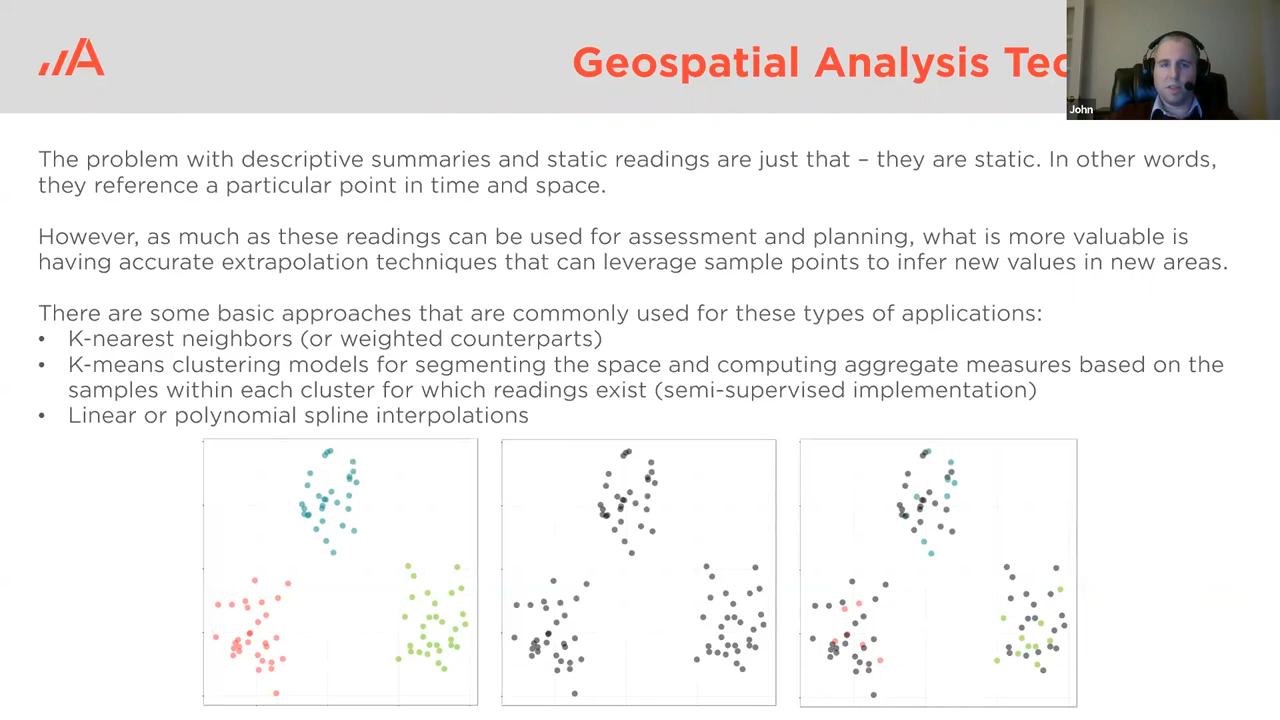 Geospatial Analysis Tec
John
The problem with descriptive summaries and static readings are just that – they are static. In other words,
they reference a particular point in time and space.
However, as much as these readings can be used for assessment and planning, what is more valuable is
having accurate extrapolation techniques that can leverage sample points to infer new values in new areas.
There are some basic approaches that are commonly used for these types of applications:
• K-nearest neighbors (or weighted counterparts)
• K-means clustering models for segmenting the space and computing aggregate measures based on the
samples within each cluster for which readings exist (semi-supervised implementation)
• Linear or polynomial spline interpolations